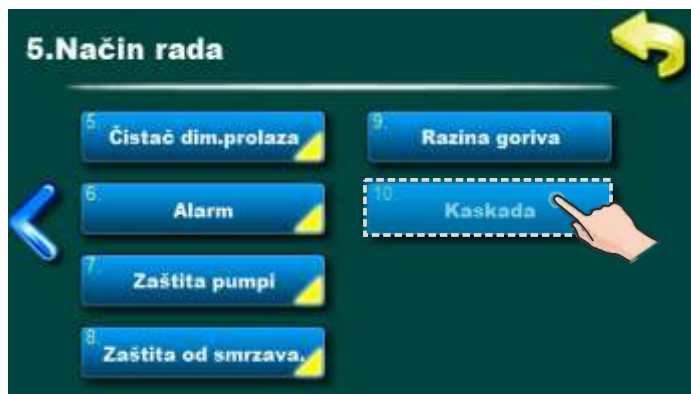 5.Način rada
5.
Čistač dim.prolaza
6.
Alarm
7.
Zaštita pumpi
8.
Zaštita od smrzava.
9.
Razina goriva
10.
Kaskada